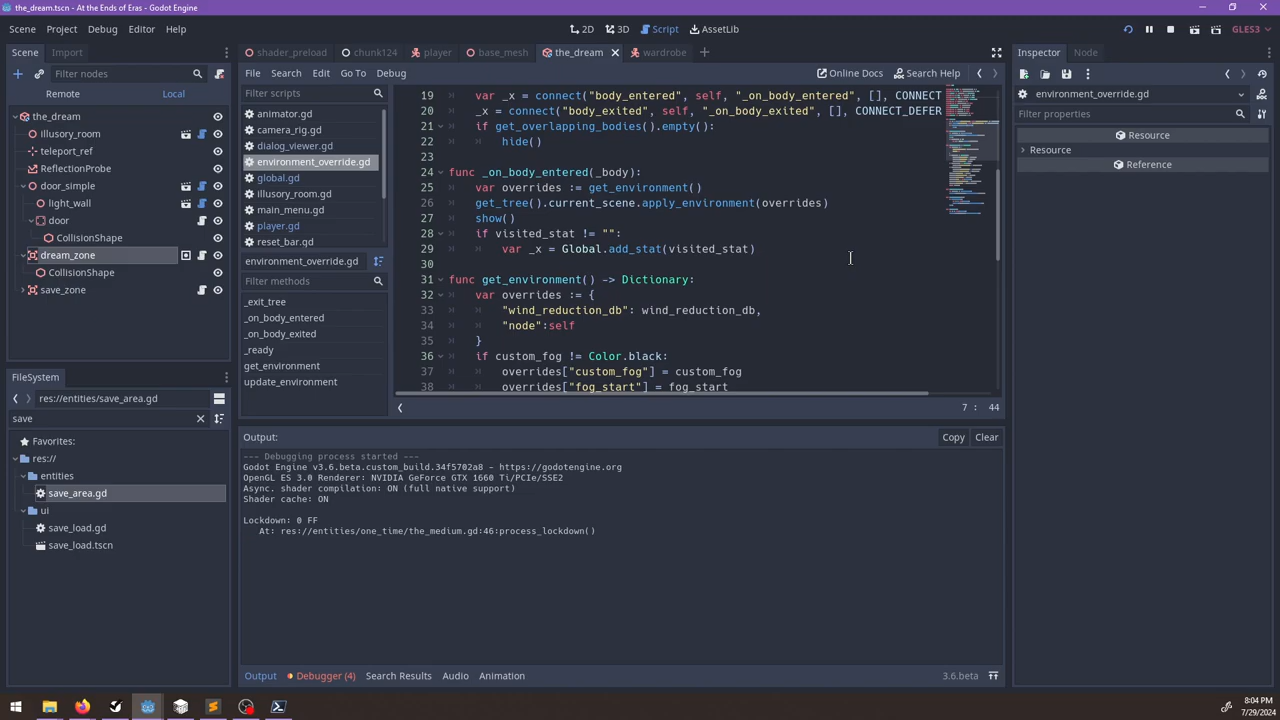 the_dream.tscn - At the Ends of Eras - Godot Engine
Scene Project Debug Editor Help
2D 3D Script AssetLib
GLES3
Scene Import
Filter nodes
Remote Local
the_dream
illusory_room
teleport_ref
ReflectionProbe
door_simple
light_wall
door
CollisionShape
dream_zone
CollisionShape
save_zone
FileSystem
res://entities/save_area.gd
save
Favorites:
res://
entities
save_area.gd
ui
save_load.gd
save_load.tscn
shader_preload chunk124 player base_mesh the_dream wardrobe
File Search Edit Go To Debug
Online Docs Search Help
Filter scripts
animator.gd
camera_rig.gd
dialog_viewer.gd
environment_override.gd
global.gd
illusory_room.gd
main_menu.gd
player.gd
reset_bar.gd
environment_override.gd
Filter methods
_exit_tree
_on_body_entered
_on_body_exited
_ready
get_environment
update_environment
19 var _x = connect("body_entered", self, "_on_body_entered", [], CONNECT
20 _x = connect("body_exited", self, "_on_body_exited", [], CONNECT_DEFER
21 if get_overlapping_bodies().empty():
22 hide()
23
24 func _on_body_entered(_body):
25 var overrides := get_environment()
26 get_tree().current_scene.apply_environment(overrides)
27 show()
28 if visited_stat != "":
29 var _x = Global.add_stat(visited_stat)
30
31 func get_environment() -> Dictionary:
32 var overrides := {
33 "wind_reduction_db": wind_reduction_db,
34 "node":self
35 }
36 if custom_fog != Color.black:
37 overrides["custom_fog"] = custom_fog
38 overrides["fog_start"] = fog_start
7 : 44
Output:
Copy Clear
--- Debugging process started ---
Godot Engine v3.6.beta.custom_build.34f5702a8 - https://godotengine.org
OpenGL ES 3.0 Renderer: NVIDIA GeForce GTX 1660 Ti/PCIe/SSE2
Async. shader compilation: ON (full native support)
Shader cache: ON
Lockdown: 0 FF
At: res://entities/one_time/the_medium.gd:46:process_lockdown()
Output Debugger (4) Search Results Audio Animation
3.6.beta
Inspector Node
environment_override.gd
Filter properties
Resource
Resource
Reference
8:04 PM
7/29/2024